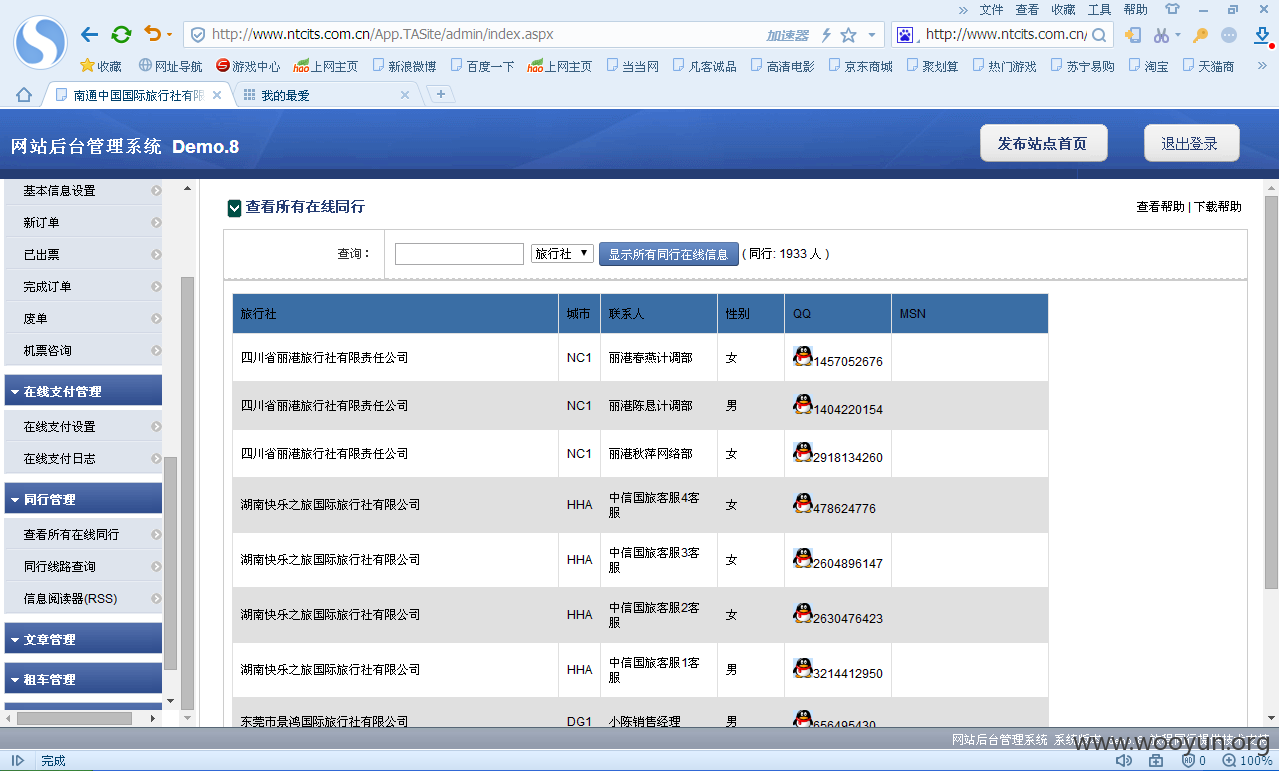 » 文件 查看 收藏 工具 帮助
http://www.ntcits.com.cn/App.TASite/admin/index.aspx
加速器
http://www.ntcits.com.cn/
收藏 网址导航 游戏中心 hao上网主页 新浪微博 百度一下 hao上网主页 当当网 凡客诚品 高清电影 京东商城 聚划算 热门游戏 苏宁易购 淘宝 天猫商 »
南通中国国际旅行社有限
我的最爱
网站后台管理系统 Demo.8
发布站点首页
退出登录
基本信息设置
新订单
已出票
完成订单
废单
机票咨询
在线支付管理
在线支付设置
在线支付日志
同行管理
查看所有在线同行
同行线路查询
信息阅读器(RSS)
文章管理
租车管理
查看所有在线同行
查看帮助 | 下载帮助
查询：
旅行社
显示所有同行在线信息
( 同行: 1933 人 )
旅行社 城市 联系人 性别 QQ MSN
四川省丽港旅行社有限责任公司 NC1 丽港春燕计调部 女 1457052676
四川省丽港旅行社有限责任公司 NC1 丽港陈恳计调部 男 1404220154
四川省丽港旅行社有限责任公司 NC1 丽港秋萍网络部 女 2918134260
湖南快乐之旅国际旅行社有限公司 HHA 中信国旅客服4客服 女 478624776
湖南快乐之旅国际旅行社有限公司 HHA 中信国旅客服3客服 女 2604896147
湖南快乐之旅国际旅行社有限公司 HHA 中信国旅客服2客服 女 2630476423
湖南快乐之旅国际旅行社有限公司 HHA 中信国旅客服1客服 男 3214412950
东莞市景鸿国际旅行社有限公司 DG1 小陈销售经理 男 656495430
网站后台管理系统
www.wooyun.org
完成
0
100%